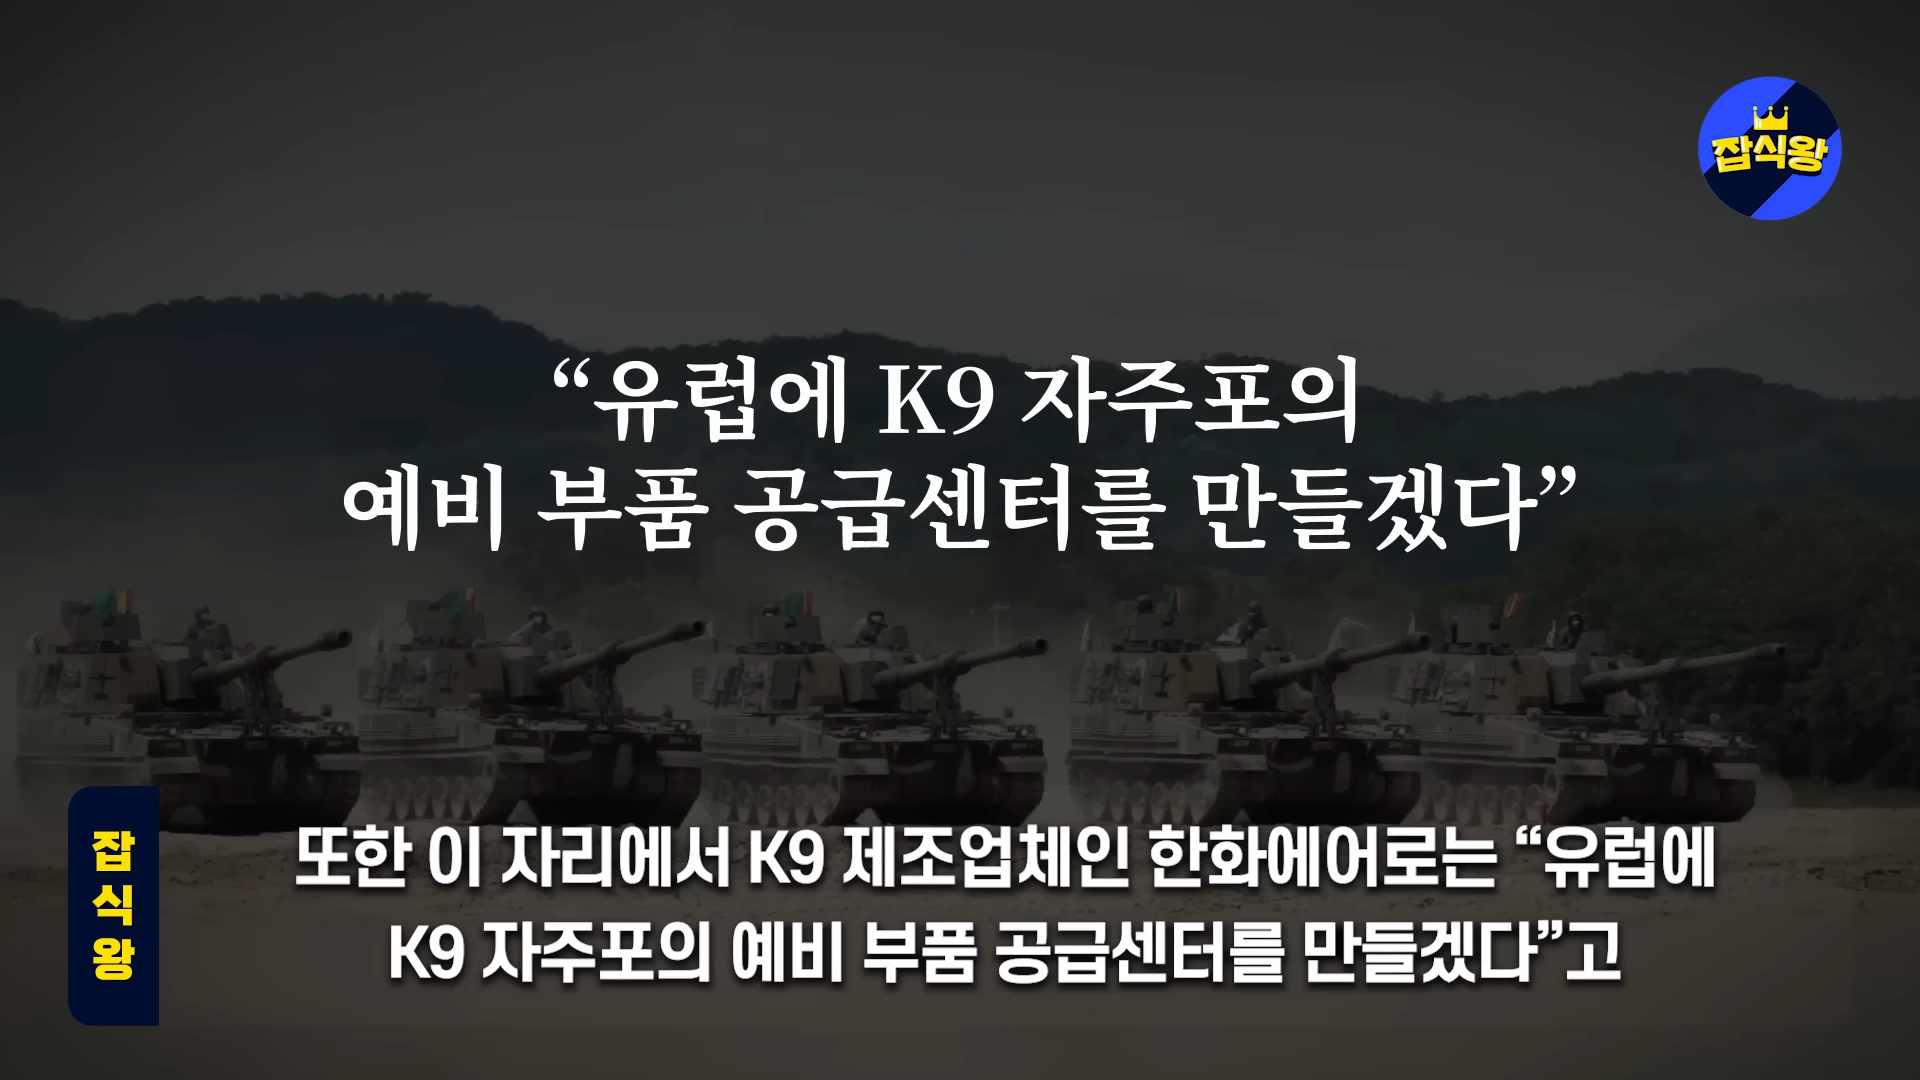 잡식왕
“유럽에 K9 자주포의
예비 부품 공급센터를 만들겠다”
잡식왕
또한 이 자리에서 K9 제조업체인 한화에어로는 “유럽에
K9 자주포의 예비 부품 공급센터를 만들겠다”고